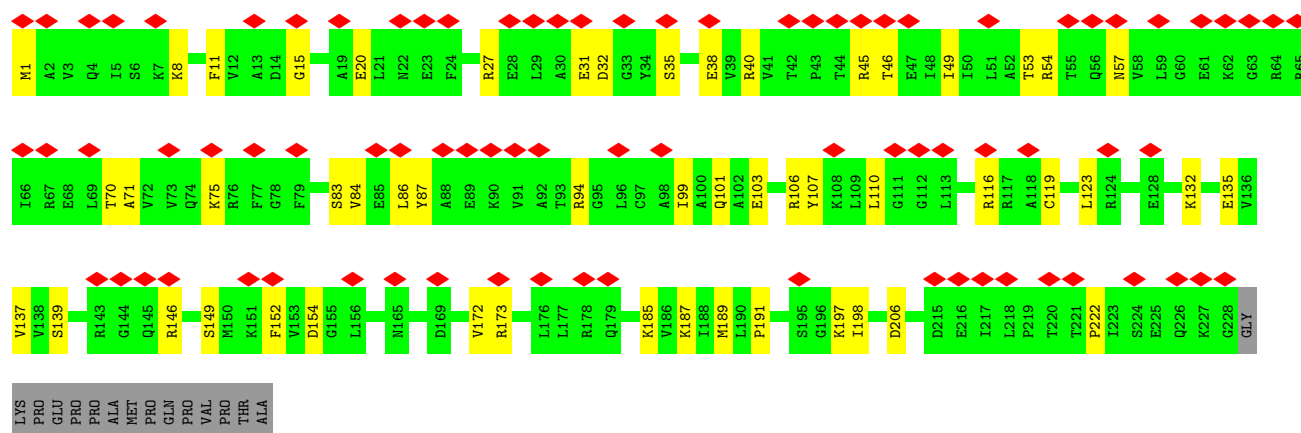 M1 A2 V3 Q4 I5 S6 K7 K8 F11 V12 A13 D14 G15 A19 E20 L21 N22 E23 F24 R27 E28 L29 A30 E31 D32 G33 Y34 S35 E38 V39 R40 V41 T42 P43 T44 R45 T46 E47 I48 I49 I50 L51 A52 T53 R54 T55 Q56 N57 V58 L59 G60 E61 K62 G63 R64 R65
I66 R67 E68 L69 T70 A71 V72 V73 Q74 K75 R76 F77 G78 F79 S83 V84 E85 L86 Y87 A88 E89 K90 V91 A92 T93 R94 G95 L96 C97 A98 I99 A100 Q101 A102 E103 R106 Y107 K108 L109 L110 G111 G112 L113 R116 R117 A118 C119 L123 R124 E128 K132 E135 V136
V137 V138 S139 R143 G144 Q145 R146 S149 M150 K151 F152 V153 D154 G155 L156 N165 D169 V172 R173 L176 L177 R178 Q179 K185 V186 K187 I188 M189 L190 P191 S195 G196 K197 I198 D206 D215 E216 I217 L218 P219 T220 T221 P222 I223 S224 E225 Q226 K227 G228 GLY
LYS PRO GLU PRO PRO ALA MET PRO GLN PRO VAL PRO THR ALA